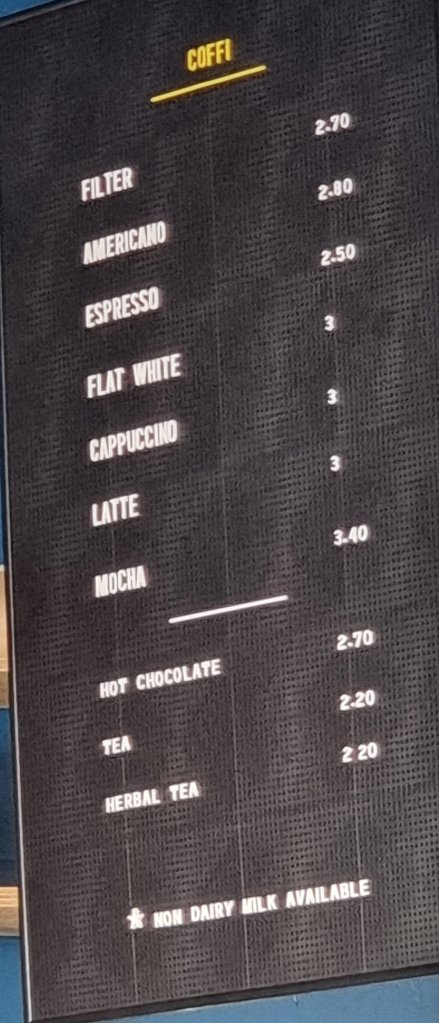 COFFI
FILTER 2.70
AMERICANO 2.80
ESPRESSO 2.50
FLAT WHITE 3
CAPPUCCINO 3
LATTE 3
MOCHA 3.40
HOT CHOCOLATE 2.70
TEA 2.20
HERBAL TEA 2 20
★ NON DAIRY MILK AVAILABLE